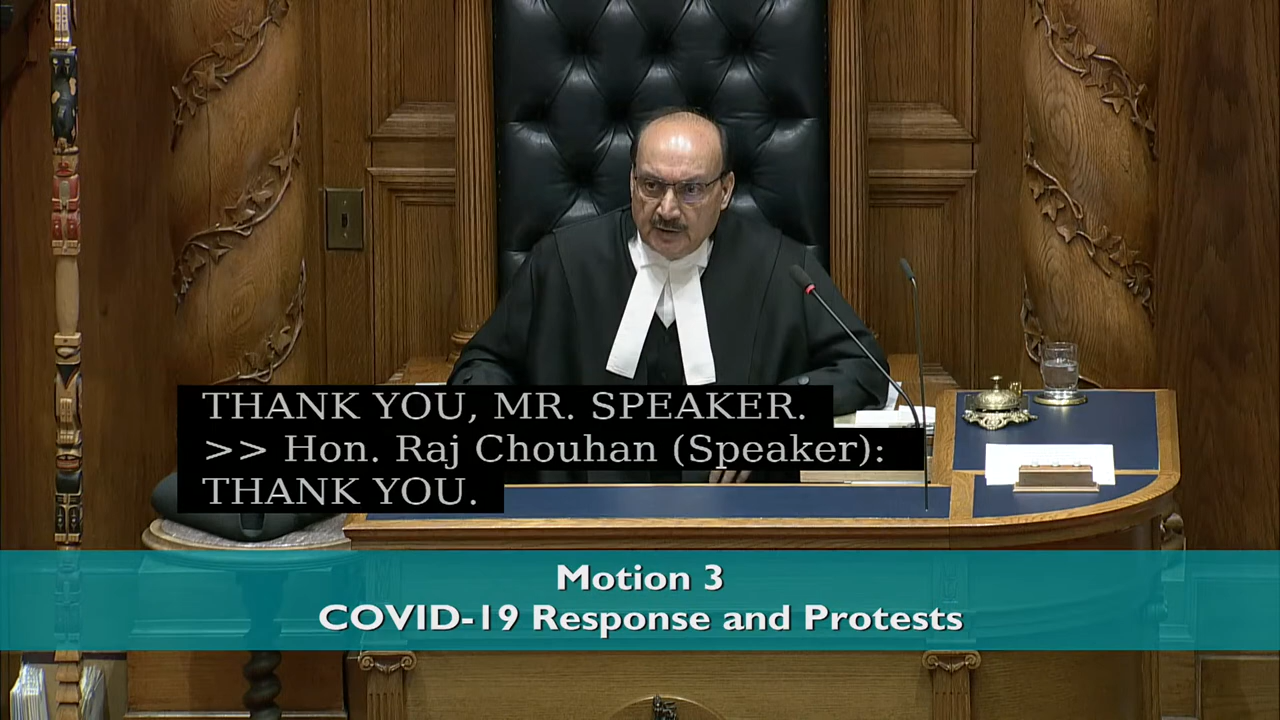 THANK YOU, MR. SPEAKER.
>> Hon. Raj Chouhan (Speaker):
THANK YOU.
Motion 3
COVID-19 Response and Protests